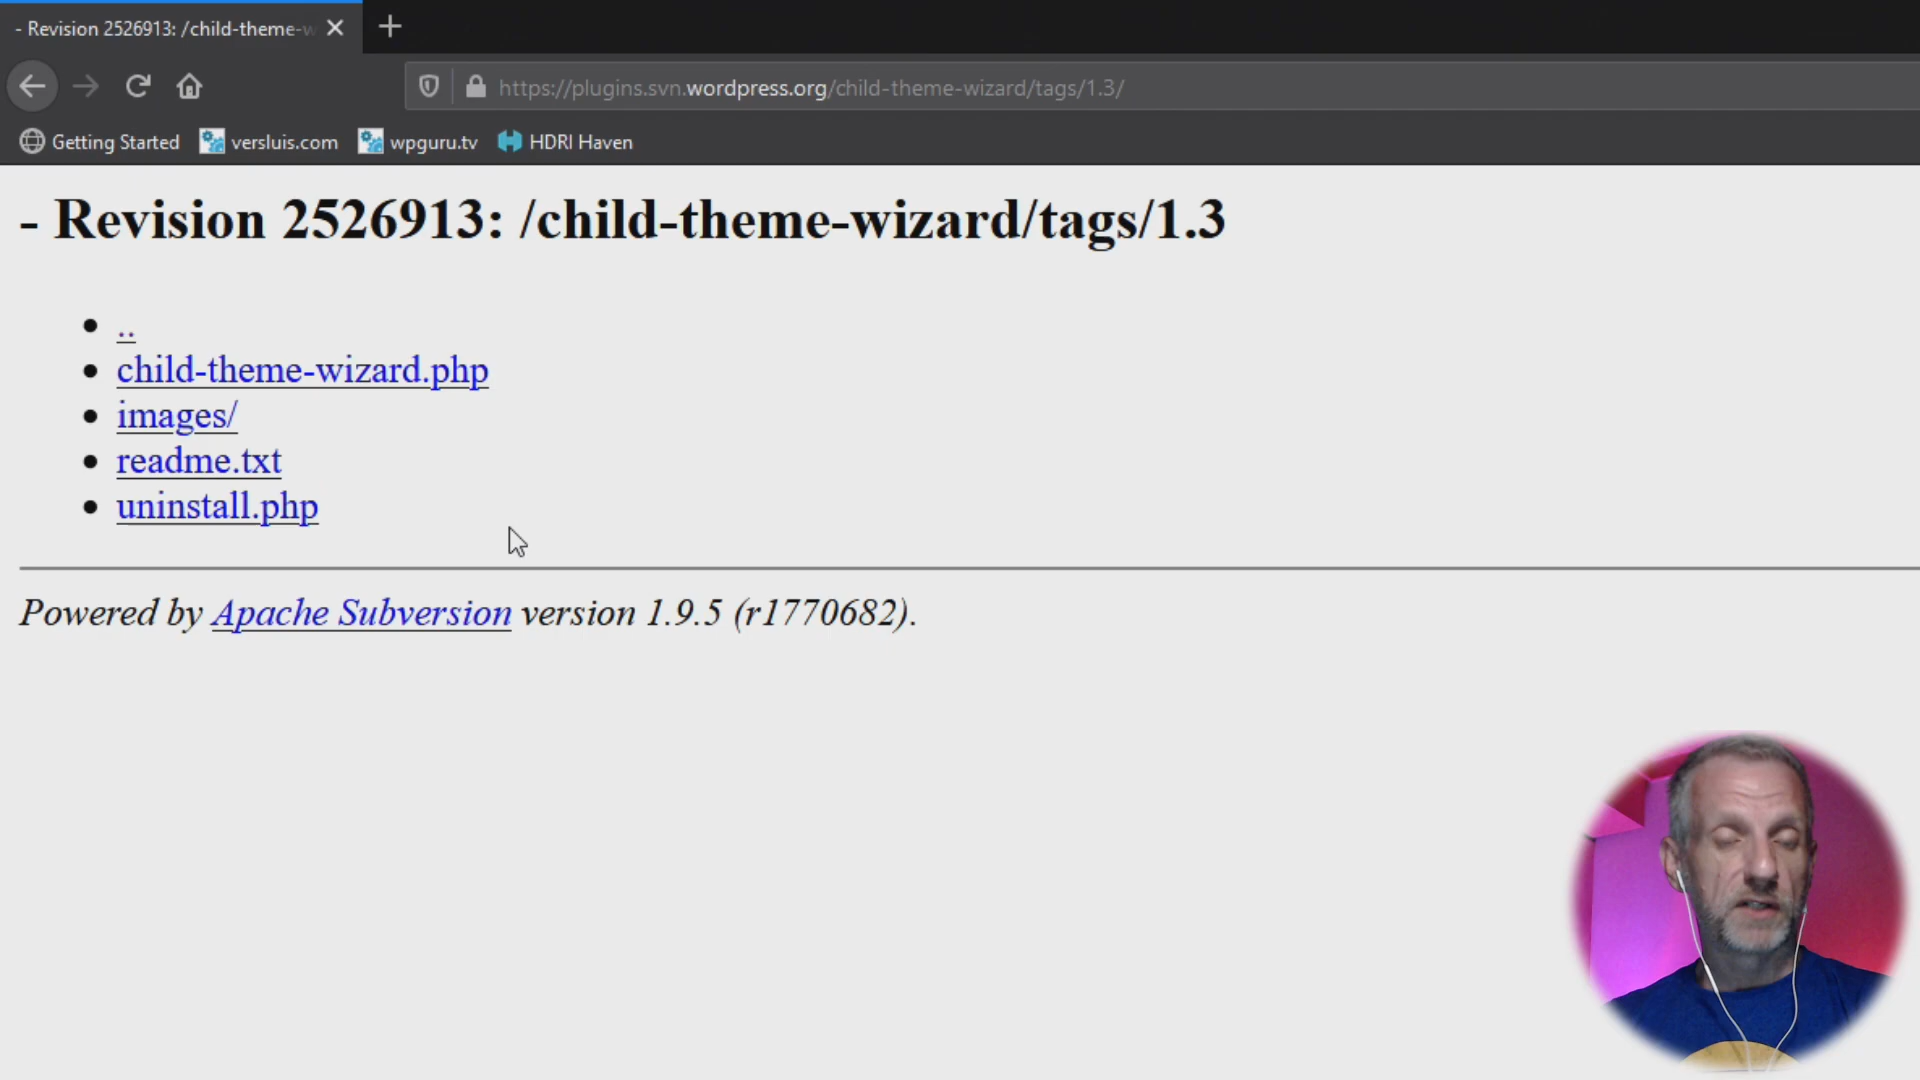 - Revision 2526913: /child-theme-w
https://plugins.svn.wordpress.org/child-theme-wizard/tags/1.3/
Getting Started versluis.com wpguru.tv HDRI Haven
- Revision 2526913: /child-theme-wizard/tags/1.3
..
child-theme-wizard.php
images/
readme.txt
uninstall.php
Powered by Apache Subversion version 1.9.5 (r1770682).